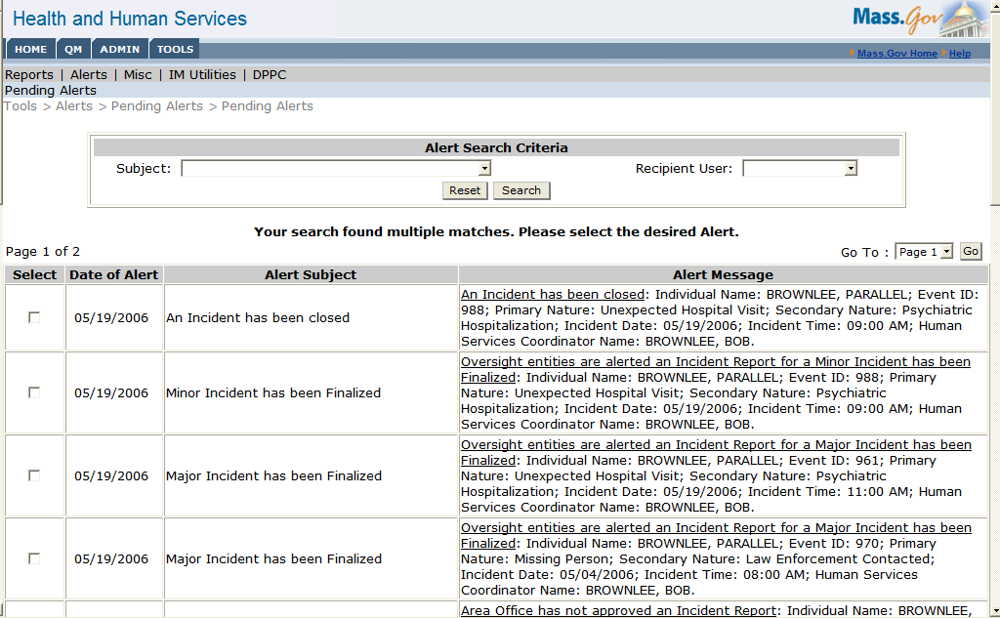 Health and Human Services
Mass.Gov
HOME QM ADMIN TOOLS
Mass.Gov Home Help
Reports | Alerts | Misc | IM Utilities | DPPC
Pending Alerts
Tools > Alerts > Pending Alerts > Pending Alerts
Alert Search Criteria
Subject: Recipient User:
Reset Search
Your search found multiple matches. Please select the desired Alert.
Page 1 of 2 Go To : Page 1 Go
Select Date of Alert Alert Subject Alert Message
05/19/2006 An Incident has been closed
An Incident has been closed: Individual Name: BROWNLEE, PARALLEL; Event ID:
988; Primary Nature: Unexpected Hospital Visit; Secondary Nature: Psychiatric
Hospitalization; Incident Date: 05/19/2006; Incident Time: 09:00 AM; Human
Services Coordinator Name: BROWNLEE, BOB.
05/19/2006 Minor Incident has been Finalized
Oversight entities are alerted an Incident Report for a Minor Incident has been
Finalized: Individual Name: BROWNLEE, PARALLEL; Event ID: 988; Primary
Nature: Unexpected Hospital Visit; Secondary Nature: Psychiatric
Hospitalization; Incident Date: 05/19/2006; Incident Time: 09:00 AM; Human
Services Coordinator Name: BROWNLEE, BOB.
05/19/2006 Major Incident has been Finalized
Oversight entities are alerted an Incident Report for a Major Incident has been
Finalized: Individual Name: BROWNLEE, PARALLEL; Event ID: 961; Primary
Nature: Unexpected Hospital Visit; Secondary Nature: Psychiatric
Hospitalization; Incident Date: 05/19/2006; Incident Time: 11:00 AM; Human
Services Coordinator Name: BROWNLEE, BOB.
05/19/2006 Major Incident has been Finalized
Oversight entities are alerted an Incident Report for a Major Incident has been
Finalized: Individual Name: BROWNLEE, PARALLEL; Event ID: 970; Primary
Nature: Missing Person; Secondary Nature: Law Enforcement Contacted;
Incident Date: 05/04/2006; Incident Time: 08:00 AM; Human Services
Coordinator Name: BROWNLEE, BOB.
Area Office has not approved an Incident Report: Individual Name: BROWNLEE,